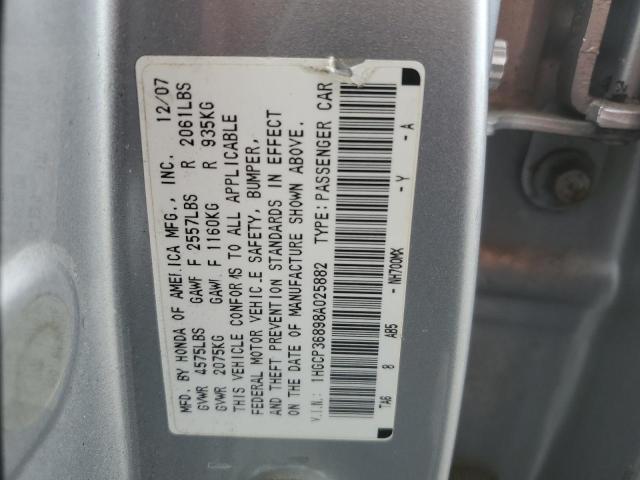 MFD. BY HONDA OF AMERICA MFG., INC. 12/07
GVWR 4575LBS GAWR F 2557LBS R 2061LBS
GVWR 2075KG GAWR F 1160KG R 935KG
THIS VEHICLE CONFORMS TO ALL APPLICABLE
FEDERAL MOTOR VEHICLE SAFETY, BUMPER,
AND THEFT PREVENTION STANDARDS IN EFFECT
ON THE DATE OF MANUFACTURE SHOWN ABOVE.
V.I.N.: 1HGCP36898A025882 TYPE:PASSENGER CAR
TA6 8 AB5 - NH700MX - Y - A